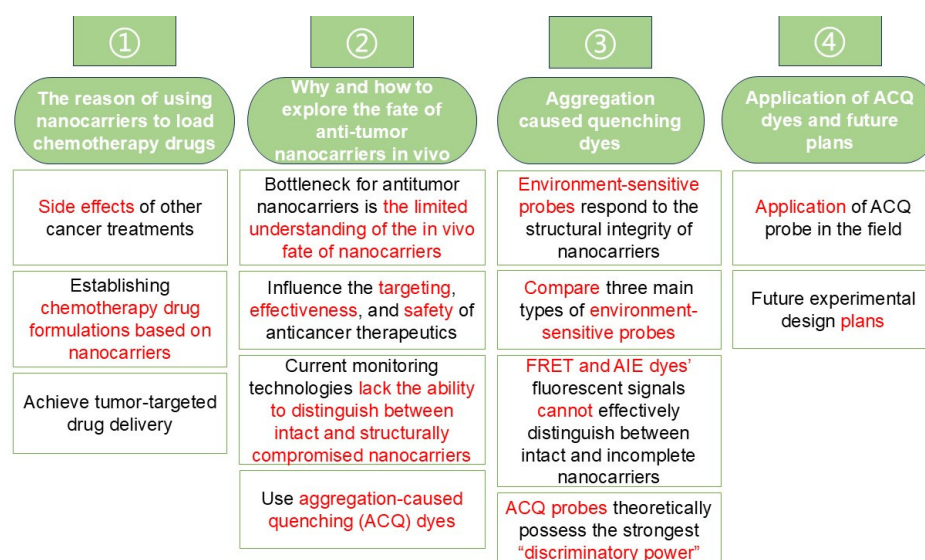 ①
The reason of using
nanocarriers to load
chemotherapy drugs
Side effects of other
cancer treatments
Establishing
chemotherapy drug
formulations based on
nanocarriers
Achieve tumor-targeted
drug delivery
②
Why and how to
explore the fate of
anti-tumor
nanocarriers in vivo
Bottleneck for antitumor
nanocarriers is the limited
understanding of the in vivo
fate of nanocarriers
Influence the targeting,
effectiveness, and safety of
anticancer therapeutics
Current monitoring
technologies lack the ability
to distinguish between
intact and structurally
compromised nanocarriers
Use aggregation-caused
quenching (ACQ) dyes
③
Aggregation
caused quenching
dyes
Environment-sensitive
probes respond to the
structural integrity of
nanocarriers
Compare three main
types of environment-
sensitive probes
FRET and AIE dyes’
fluorescent signals
cannot effectively
distinguish between
intact and incomplete
nanocarriers
ACQ probes theoretically
possess the strongest
“discriminatory power”
④
Application of ACQ
dyes and future
plans
Application of ACQ
probe in the field
Future experimental
design plans